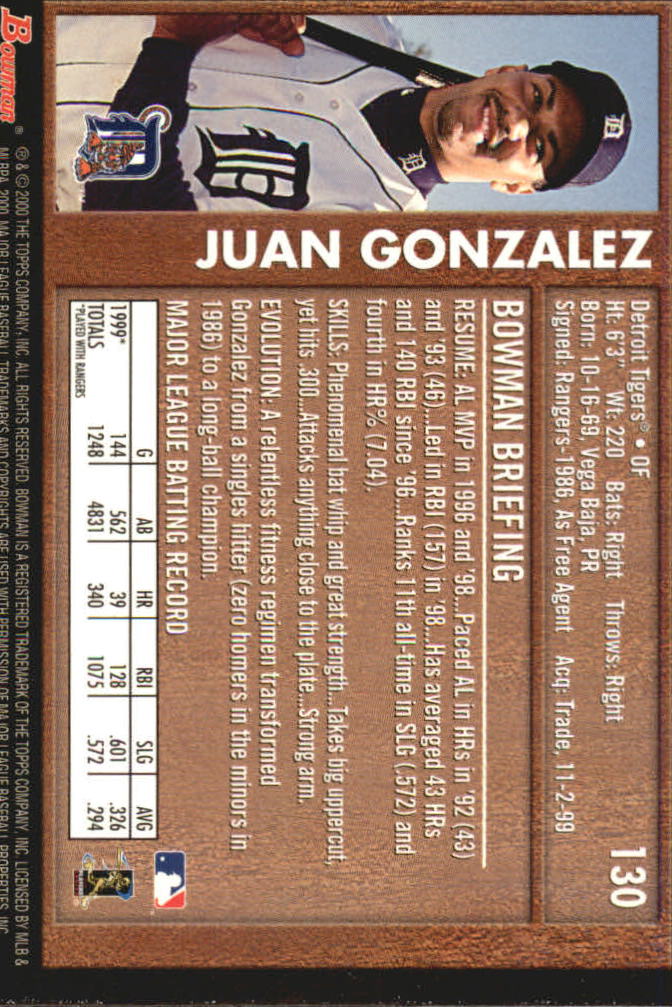 130
Detroit Tigers® • OF
Ht: 6'3" Wt: 220 Bats: Right Throws: Right
Born: 10-16-69, Vega Baja, PR
Signed: Rangers-1986, As Free Agent Acq: Trade, 11-2-99
JUAN GONZALEZ
BOWMAN BRIEFING
RESUME: AL MVP in 1996 and '98...Paced AL in HRs in '92 (43)
and '93 (46)...Led in RBI (157) in '98...Has averaged 43 HRs
and 140 RBI since '96...Ranks 11th all-time in SLG (.572) and
fourth in HR% (7.04).
SKILLS: Phenomenal bat whip and great strength...Takes big uppercut,
yet hits .300...Attacks anything close to the plate...Strong arm.
EVOLUTION: A relentless fitness regimen transformed
Gonzalez from a singles hitter (zero homers in the minors in
1986) to a long-ball champion.
MAJOR LEAGUE BATTING RECORD
G AB HR RBI SLG AVG
1999* 144 562 39 128 .601 .326
TOTALS 1248 4831 340 1075 .572 .294
*PLAYED WITH RANGERS
Bowman®
® & © 2000 THE TOPPS COMPANY, INC. ALL RIGHTS RESERVED. BOWMAN IS A REGISTERED TRADEMARK OF THE TOPPS COMPANY, INC. LICENSED BY MLB &
MLBPA 2000. MAJOR LEAGUE BASEBALL TRADEMARKS AND COPYRIGHTS ARE USED WITH PERMISSION OF MAJOR LEAGUE BASEBALL PROPERTIES, INC.